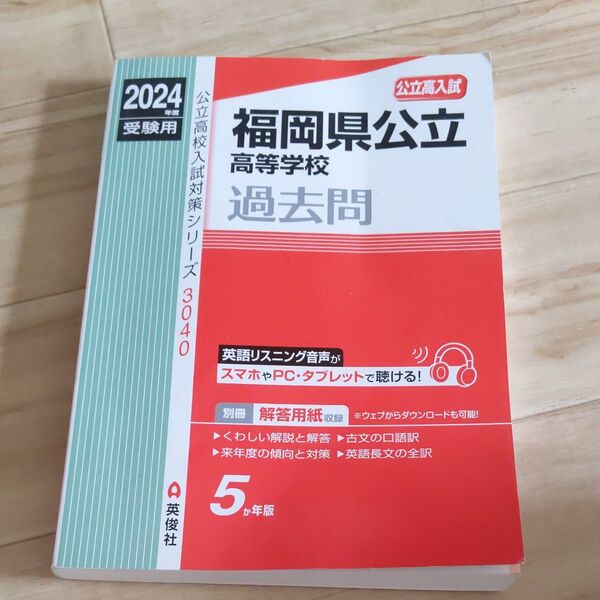 2024年度
受験用
公立高校入試対策シリーズ 3040
公立高入試
福岡県公立
高等学校
過去問
英語リスニング音声が
スマホやPC・タブレットで聴ける!
別冊 解答用紙収録 ※ウェブからダウンロードも可能!
▶くわしい解説と解答 ▶古文の口語訳
▶来年度の傾向と対策 ▶英語長文の全訳
5か年版
英俊社